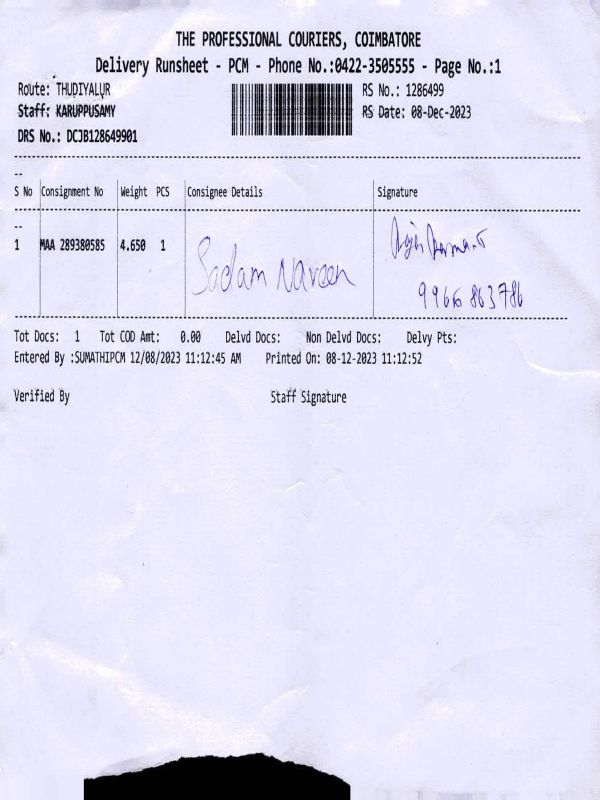 THE PROFESSIONAL COURIERS, COIMBATORE
Delivery Runsheet - PCM - Phone No.:0422-3505555 - Page No.:1
Route: THUDIYALUR RS No.: 1286499
Staff: KARUPPUSAMY RS Date: 08-Dec-2023
DRS No.: DCJB128649901
S No Consignment No Weight PCS Consignee Details Signature
1 MAA 289380585 4.650 1 Sadam Naveen
9966 863786
Tot Docs: 1 Tot COD Amt: 0.00 Delvd Docs: Non Delvd Docs: Delvy Pts:
Entered By :SUMATHIPCM 12/08/2023 11:12:45 AM Printed On: 08-12-2023 11:12:52
Verified By Staff Signature